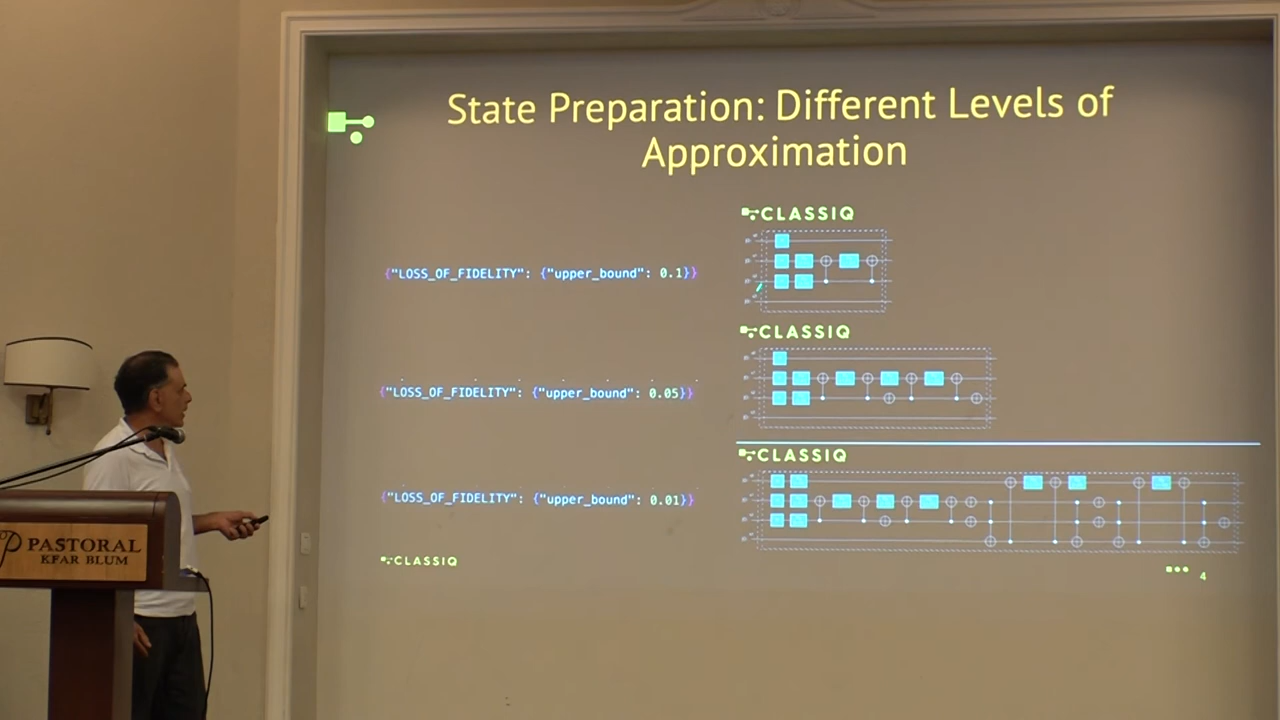 State Preparation: Different Levels of
Approximation
CLASSIQ
{"LOSS_OF_FIDELITY": {"upper_bound": 0.1}}
CLASSIQ
{"LOSS_OF_FIDELITY": {"upper_bound": 0.05}}
CLASSIQ
{"LOSS_OF_FIDELITY": {"upper_bound": 0.01}}
CLASSIQ
4
PASTORAL
KFAR BLUM